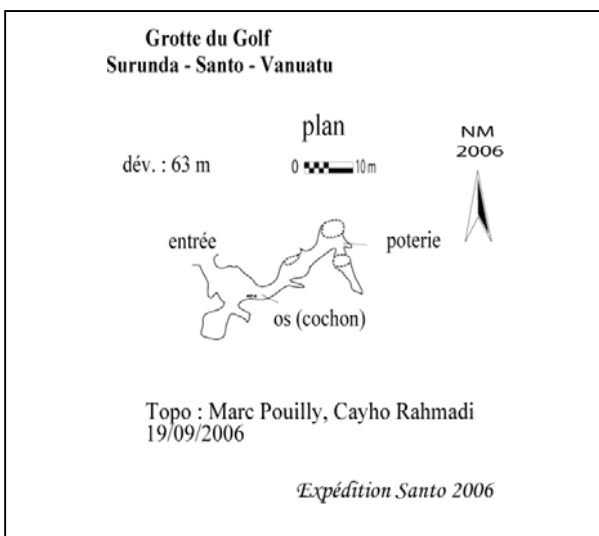 Grotte du Golf
Surunda - Santo - Vanuatu
plan
NM
2006
dév. : 63 m
0 10 m
entrée
poterie
os (cochon)
Topo : Marc Pouilly, Cayho Rahmadi
19/09/2006
Expédition Santo 2006